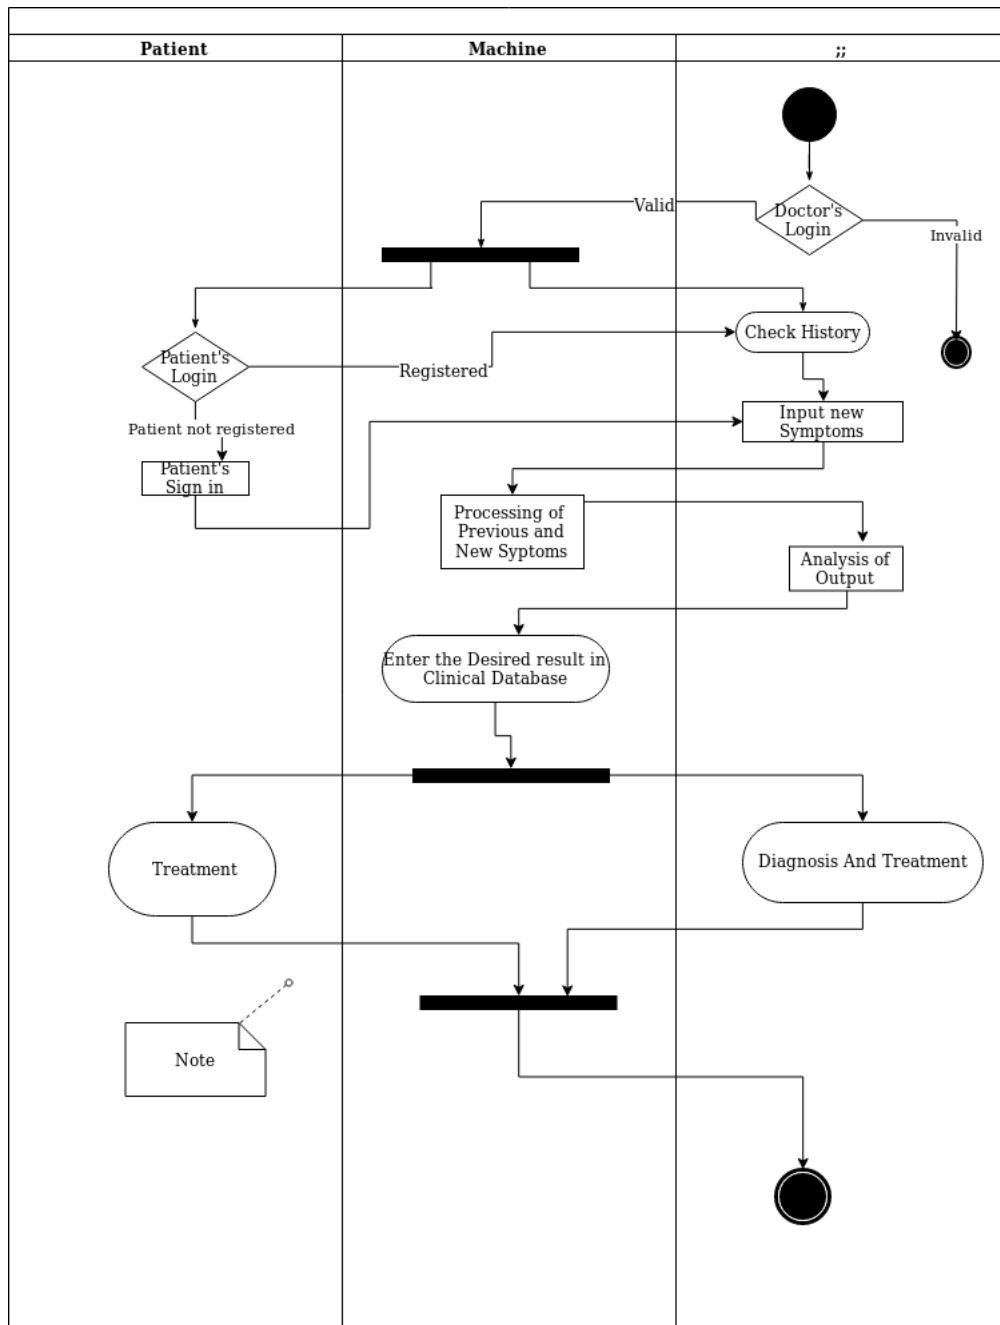 Patient
Machine
;;
Doctor's
Login
Valid
Invalid
Patient's
Login
Registered
Check History
Patient not registered
Input new
Symptoms
Patient's
Sign in
Processing of
Previous and
New Syptoms
Analysis of
Output
Enter the Desired result in
Clinical Database
Treatment
Diagnosis And Treatment
Note